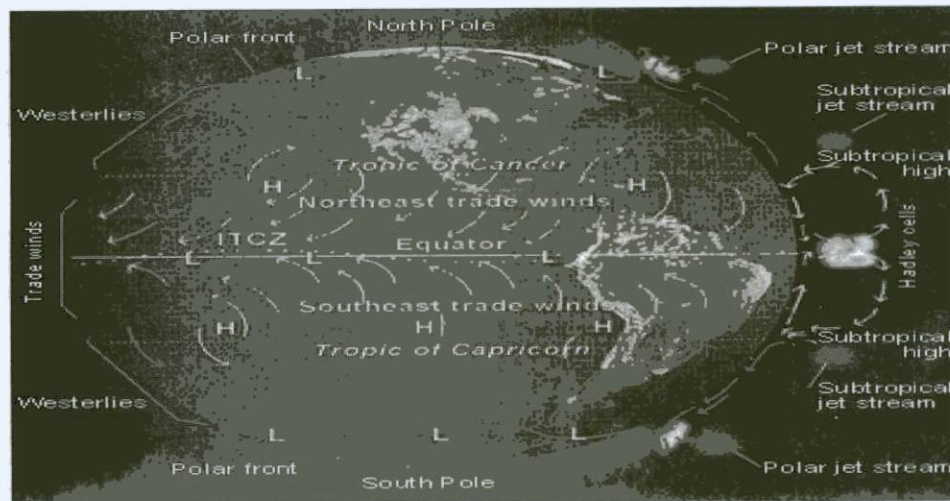 North Pole
Polar front
Polar jet stream
L
L
Subtropical
jet stream
Westerlies
Subtropical
high
Tropic of Cancer
H
H
Northeast trade winds
Trade winds
ITCZ
Equator
Hadley cells
L
L
L
Southeast trade winds
H
H
H
Tropic of Capricorn
Subtropical
high
Subtropical
jet stream
Westerlies
L
L
L
Polar front
Polar jet stream
South Pole